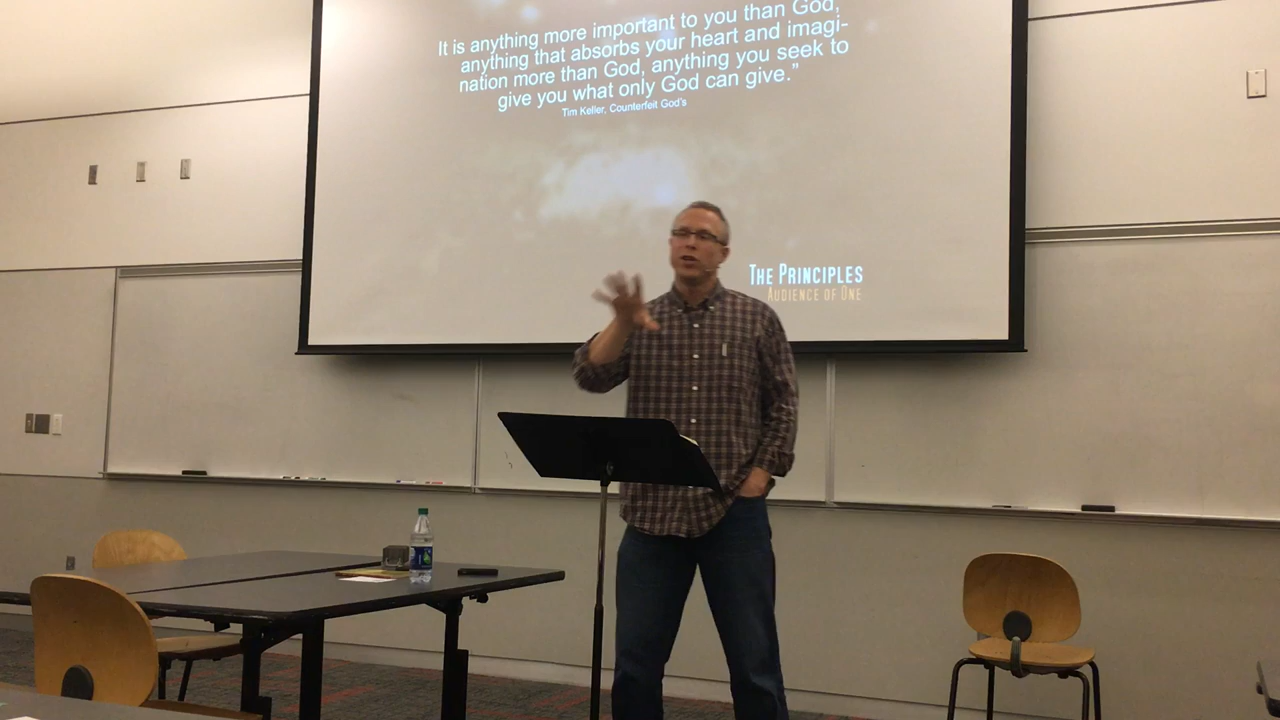 It is anything more important to you than God,
anything that absorbs your heart and imagi-
nation more than God, anything you seek to
give you what only God can give.”
Tim Keller, Counterfeit God's
The Principles
Audience of One